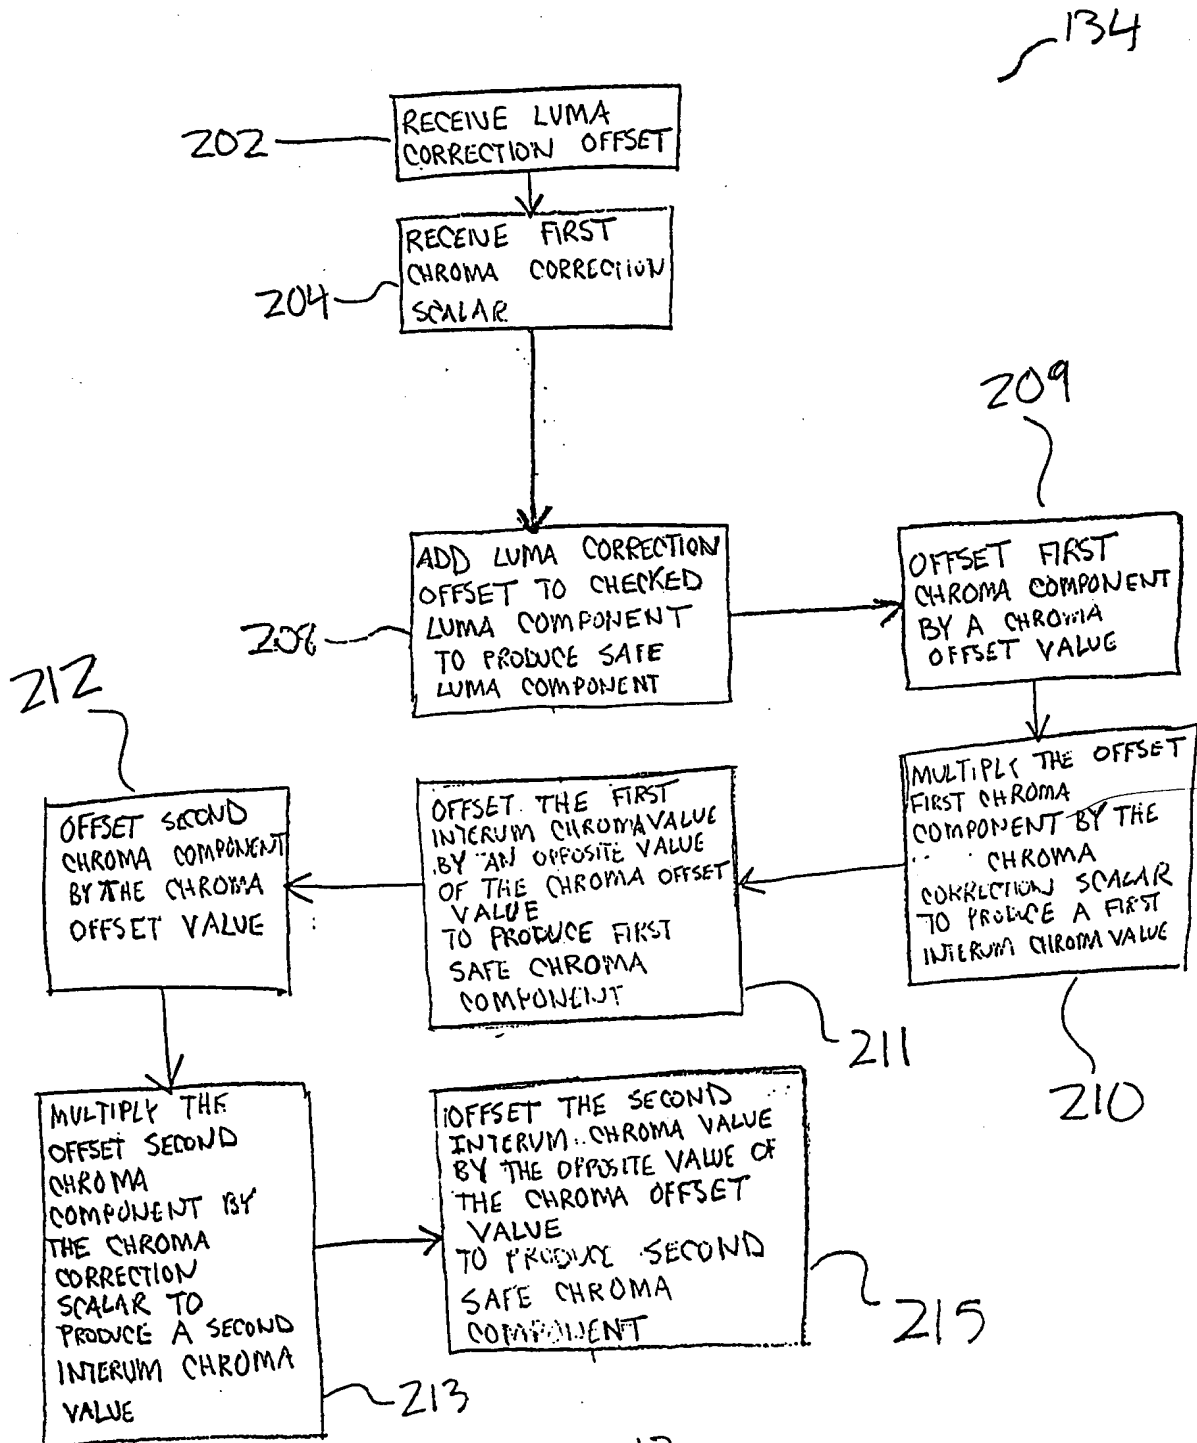 134
202
RECEIVE LUMA
CORRECTION OFFSET
204
RECEIVE FIRST
CHROMA CORRECTION
SCALAR
208
ADD LUMA CORRECTION
OFFSET TO CHECKED
LUMA COMPONENT
TO PRODUCE SAFE
LUMA COMPONENT
209
OFFSET FIRST
CHROMA COMPONENT
BY A CHROMA
OFFSET VALUE
MULTIPLY THE OFFSET
FIRST CHROMA
COMPONENT BY THE
CHROMA
CORRECTION SCALAR
TO PRODUCE A FIRST
INTERUM CHROMA VALUE
210
OFFSET THE FIRST
INTERUM CHROMA VALUE
BY AN OPPOSITE VALUE
OF THE CHROMA OFFSET
VALUE
TO PRODUCE FIRST
SAFE CHROMA
COMPONENT
211
212
OFFSET SECOND
CHROMA COMPONENT
BY THE CHROMA
OFFSET VALUE
MULTIPLY THE
OFFSET SECOND
CHROMA
COMPONENT BY
THE CHROMA
CORRECTION
SCALAR TO
PRODUCE A SECOND
INTERUM CHROMA
VALUE
213
OFFSET THE SECOND
INTERUM CHROMA VALUE
BY THE OPPOSITE VALUE OF
THE CHROMA OFFSET
VALUE
TO PRODUCE SECOND
SAFE CHROMA
COMPONENT
215